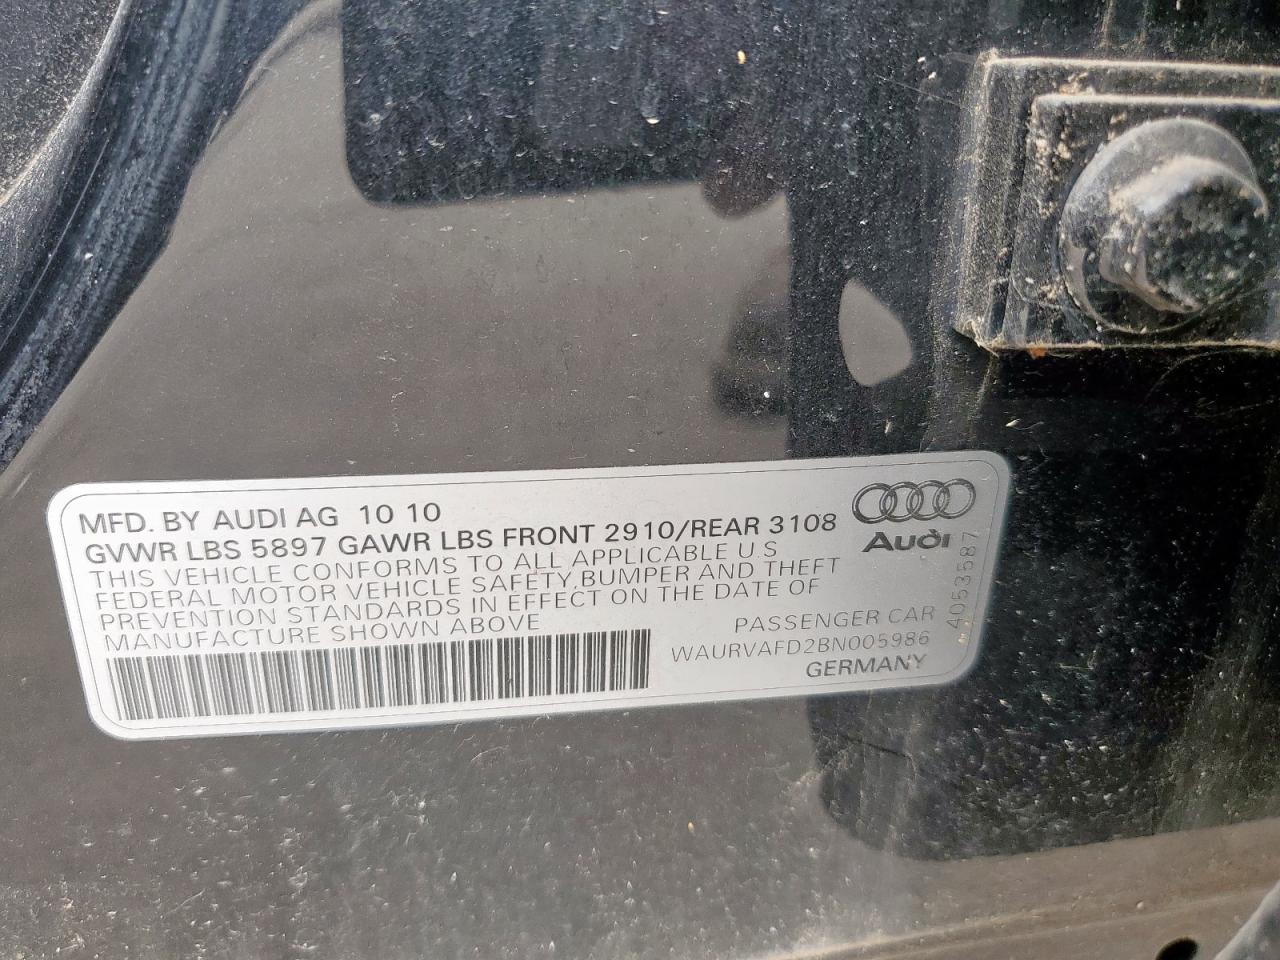 MFD. BY AUDI AG 10 10
GVWR LBS 5897 GAWR LBS FRONT 2910/REAR 3108
THIS VEHICLE CONFORMS TO ALL APPLICABLE U S
FEDERAL MOTOR VEHICLE SAFETY,BUMPER AND THEFT
PREVENTION STANDARDS IN EFFECT ON THE DATE OF
MANUFACTURE SHOWN ABOVE
Audi
PASSENGER CAR
WAURVAFD2BN005986
GERMANY
4053587